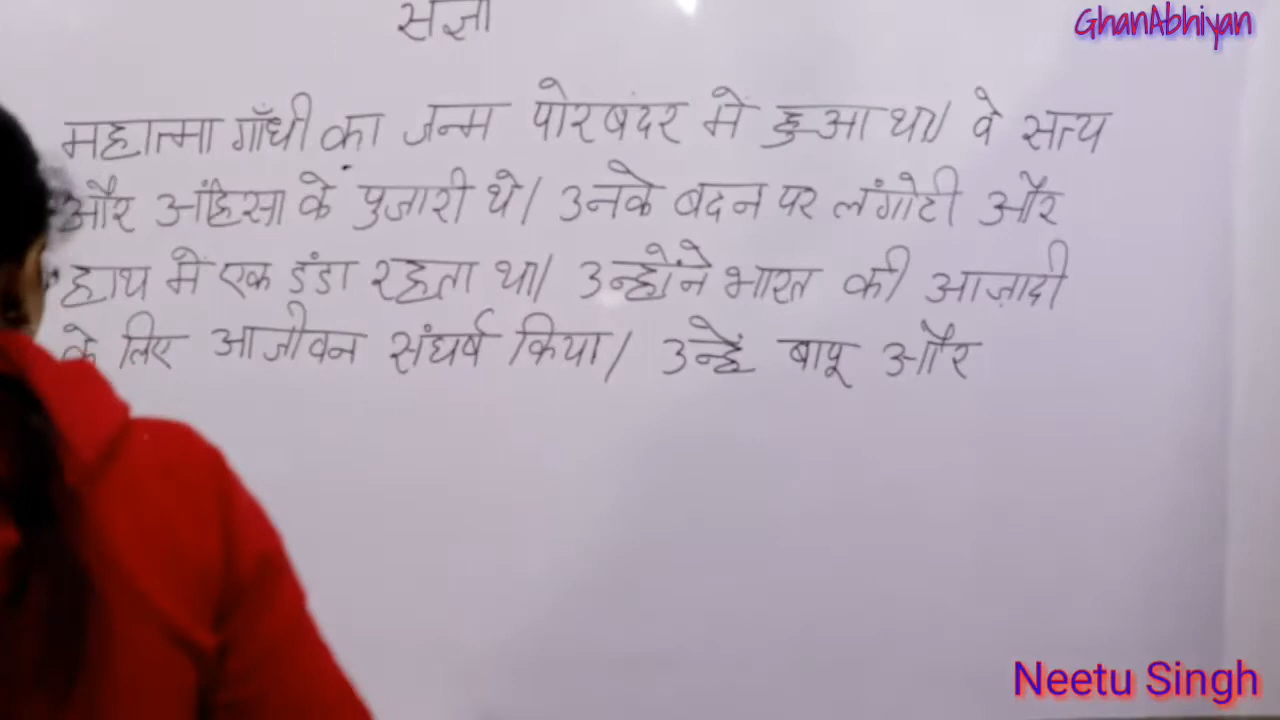 संज्ञा
GhanAbhiyan
महात्मा गाँधी का जन्म पोरबंदर में हुआ था। वे सत्य
और अंहिसा के पुजारी थे। उनके बदन पर लंगोटी और
हाथ में एक डंडा रहता था। उन्होंने भारत की आज़ादी
के लिए आजीवन संघर्ष किया। उन्हें बापू और
Neetu Singh